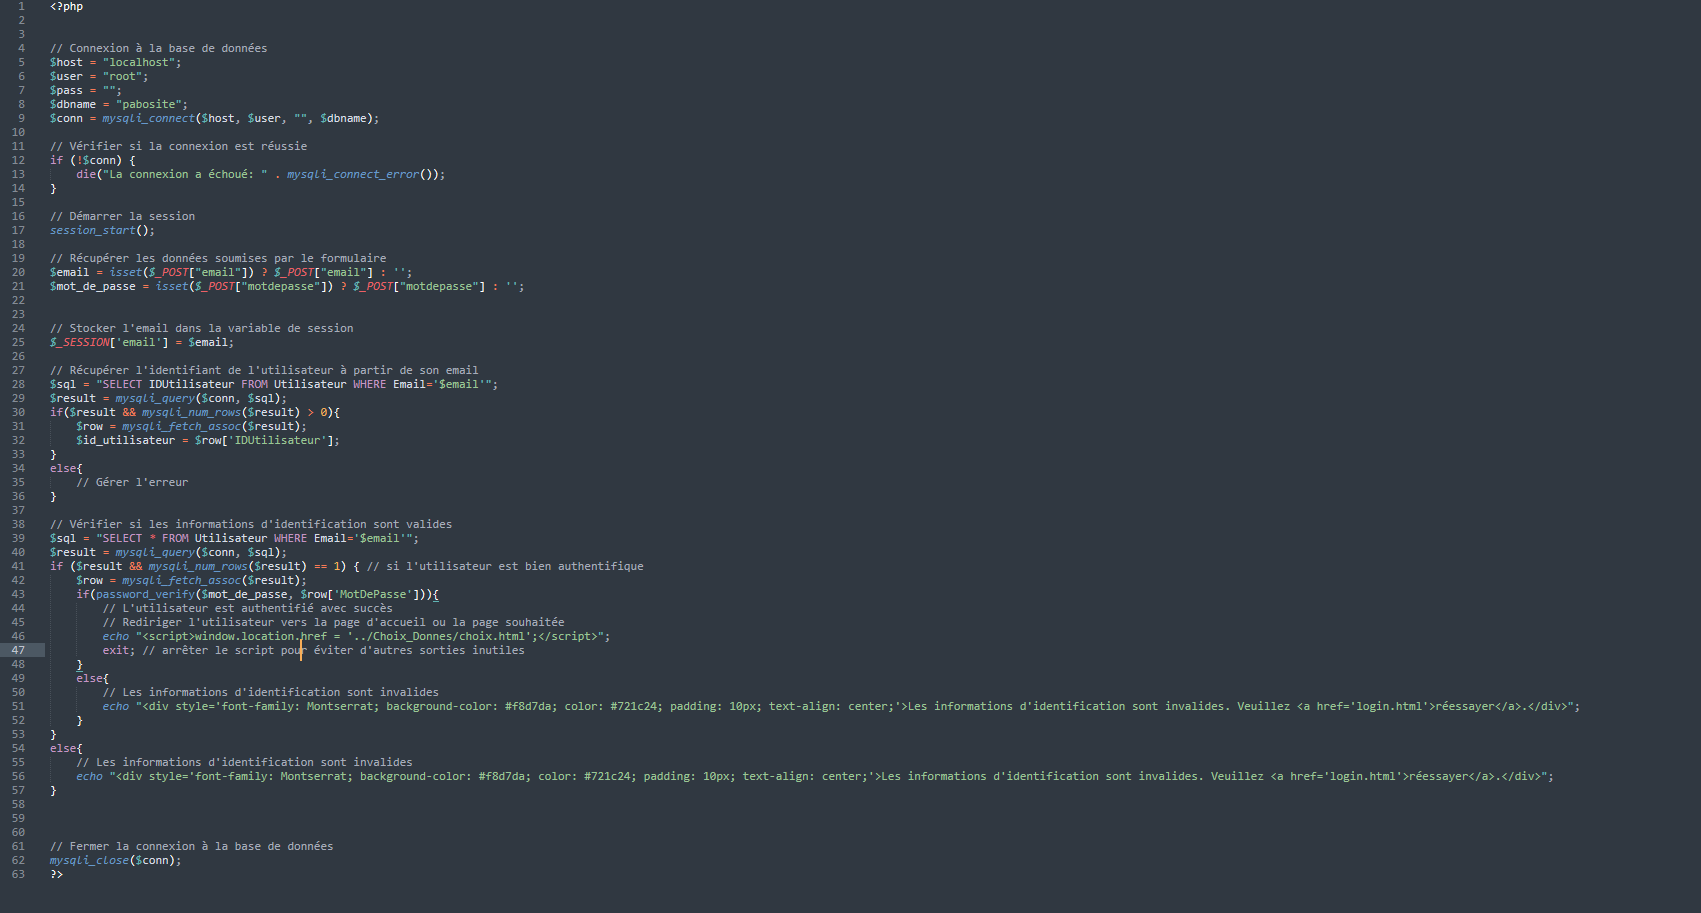 1 <?php
2
3
4 // Connexion à la base de données
5 $host = "localhost";
6 $user = "root";
7 $pass = "";
8 $dbname = "pabosite";
9 $conn = mysqli_connect($host, $user, "", $dbname);
10
11 // Vérifier si la connexion est réussie
12 if (!$conn) {
13     die("La connexion a échoué: " . mysqli_connect_error());
14 }
15
16 // Démarrer la session
17 session_start();
18
19 // Récupérer les données soumises par le formulaire
20 $email = isset($_POST["email"]) ? $_POST["email"] : '';
21 $mot_de_passe = isset($_POST["motdepasse"]) ? $_POST["motdepasse"] : '';
22
23
24 // Stocker l'email dans la variable de session
25 $_SESSION['email'] = $email;
26
27 // Récupérer l'identifiant de l'utilisateur à partir de son email
28 $sql = "SELECT IDUtilisateur FROM Utilisateur WHERE Email='$email'";
29 $result = mysqli_query($conn, $sql);
30 if($result && mysqli_num_rows($result) > 0){
31     $row = mysqli_fetch_assoc($result);
32     $id_utilisateur = $row['IDUtilisateur'];
33 }
34 else{
35     // Gérer l'erreur
36 }
37
38 // Vérifier si les informations d'identification sont valides
39 $sql = "SELECT * FROM Utilisateur WHERE Email='$email'";
40 $result = mysqli_query($conn, $sql);
41 if ($result && mysqli_num_rows($result) == 1) { // si l'utilisateur est bien authentifique
42     $row = mysqli_fetch_assoc($result);
43     if(password_verify($mot_de_passe, $row['MotDePasse'])){
44         // L'utilisateur est authentifié avec succès
45         // Rediriger l'utilisateur vers la page d'accueil ou la page souhaitée
46         echo "<script>window.location.href = '../Choix_Donnes/choix.html';</script>";
47         exit; // arrêter le script pour éviter d'autres sorties inutiles
48     }
49     else{
50         // Les informations d'identification sont invalides
51         echo "<div style='font-family: Montserrat; background-color: #f8d7da; color: #721c24; padding: 10px; text-align: center;'>Les informations d'identification sont invalides. Veuillez <a href='login.html'>réessayer</a>.</div>";
52     }
53 }
54 else{
55     // Les informations d'identification sont invalides
56     echo "<div style='font-family: Montserrat; background-color: #f8d7da; color: #721c24; padding: 10px; text-align: center;'>Les informations d'identification sont invalides. Veuillez <a href='login.html'>réessayer</a>.</div>";
57 }
58
59
60
61 // Fermer la connexion à la base de données
62 mysqli_close($conn);
63 ?>